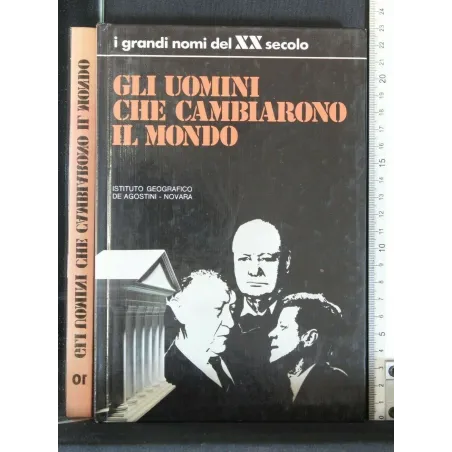 i grandi nomi del XX secolo
GLI UOMINI
CHE CAMBIARONO
IL MONDO
ISTITUTO GEOGRAFICO
DE AGOSTINI - NOVARA
GLI UOMINI CHE CAMBIARONO IL MONDO